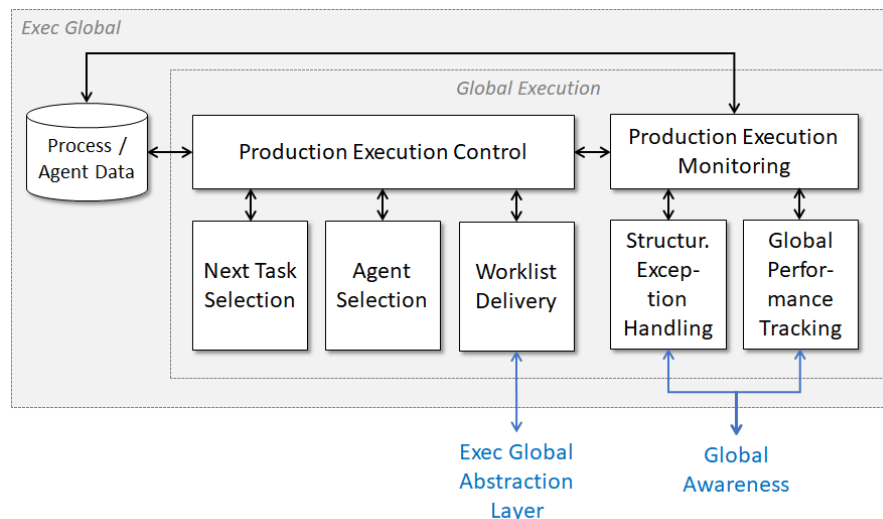 Exec Global
Global Execution
Process /
Agent Data
Production Execution Control
Production Execution
Monitoring
Next Task
Selection
Agent
Selection
Worklist
Delivery
Structur.
Excep-
tion
Handling
Global
Perfor-
mance
Tracking
Exec Global
Abstraction
Layer
Global
Awareness